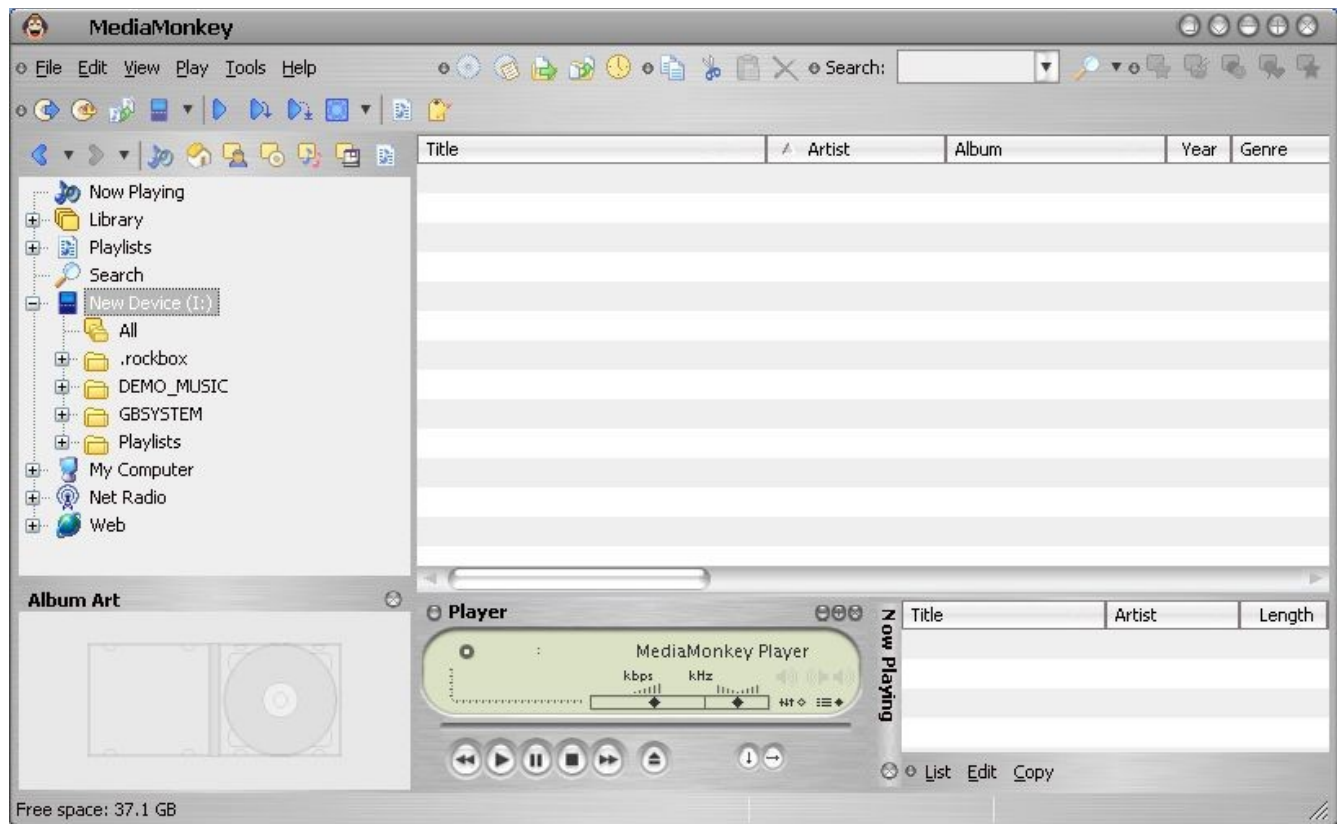 MediaMonkey
File Edit View Play Tools Help
Search:
Title Artist Album Year Genre
Now Playing
Library
Playlists
Search
New Device (I:)
All
.rockbox
DEMO_MUSIC
GBSYSTEM
Playlists
My Computer
Net Radio
Web
Album Art
Player
MediaMonkey Player
kbps kHz
Now Playing
Title Artist Length
List Edit Copy
Free space: 37.1 GB